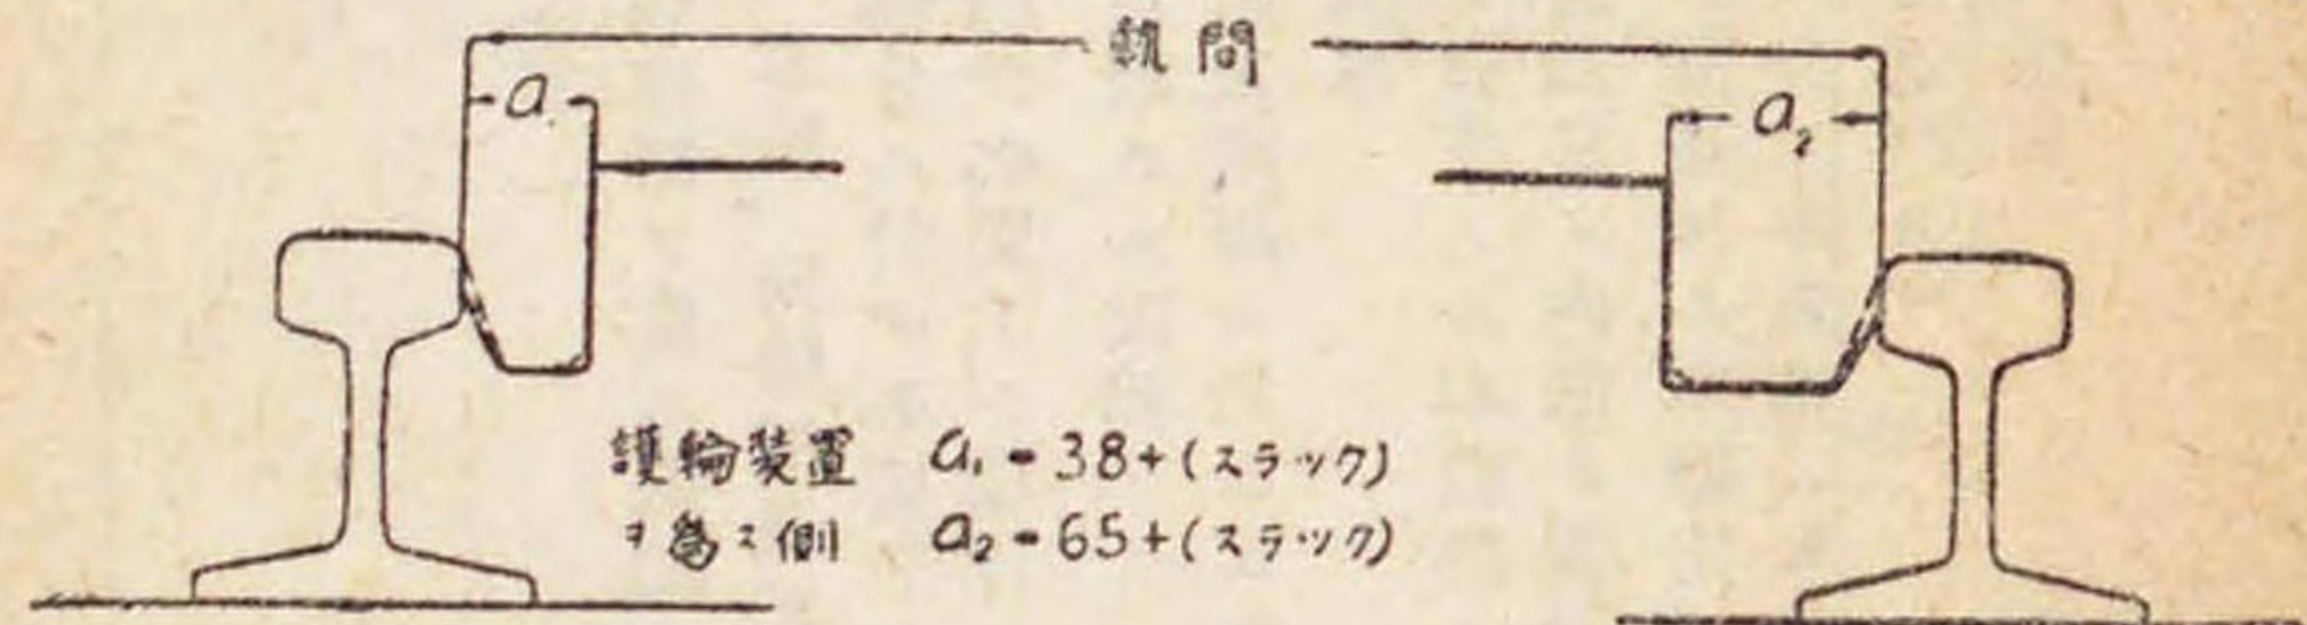 軌間
a₁
a₂
護輪装置 a₁=38+(スラック)
ヲ為ス側 a₂=65+(スラック)